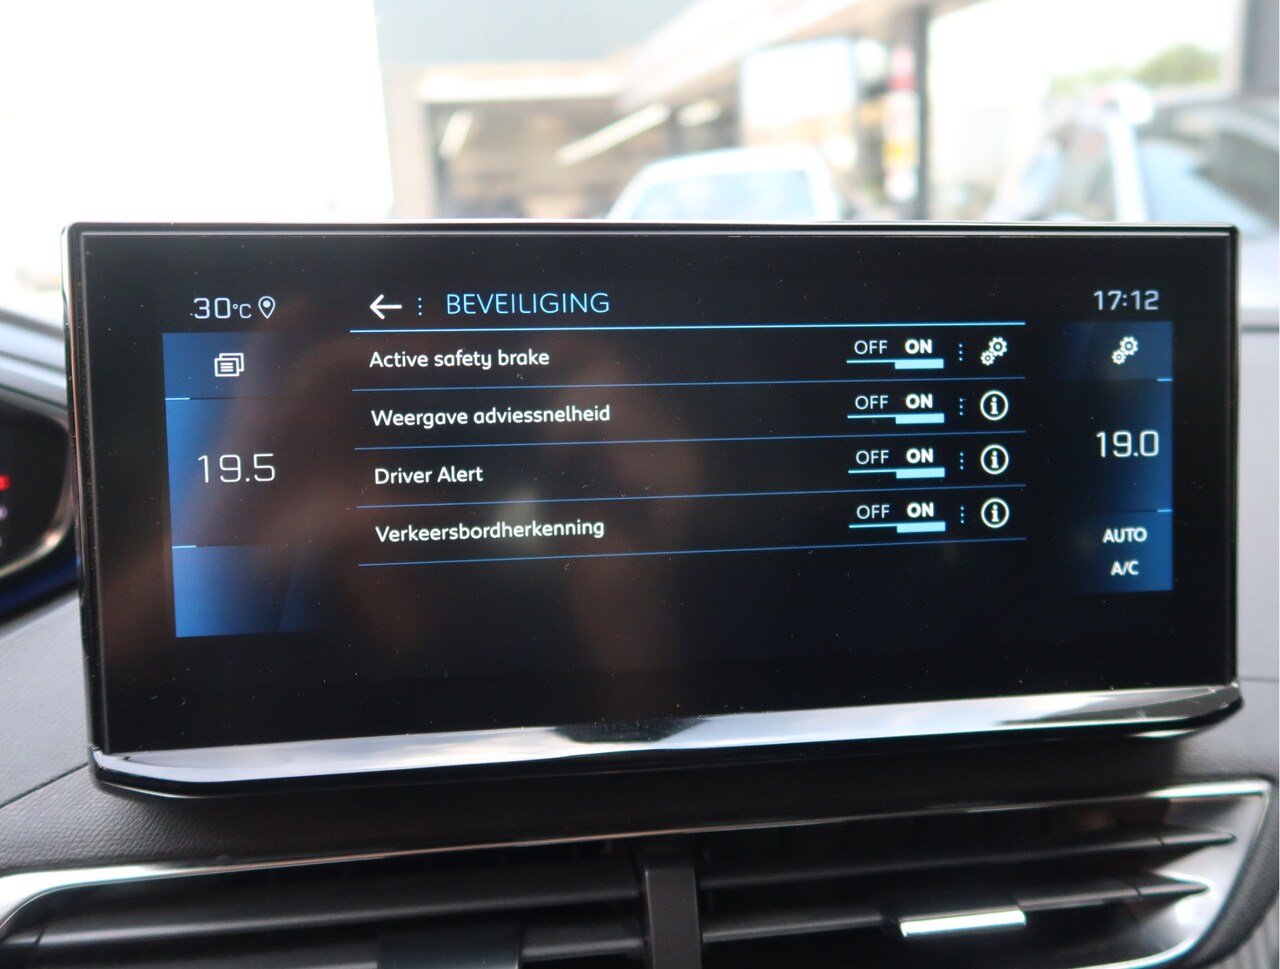 30°C
BEVEILIGING
17:12
Active safety brake
OFF ON
Weergave adviessnelheid
OFF ON
Driver Alert
OFF ON
Verkeersbordherkenning
OFF ON
19.5
19.0
AUTO
A/C